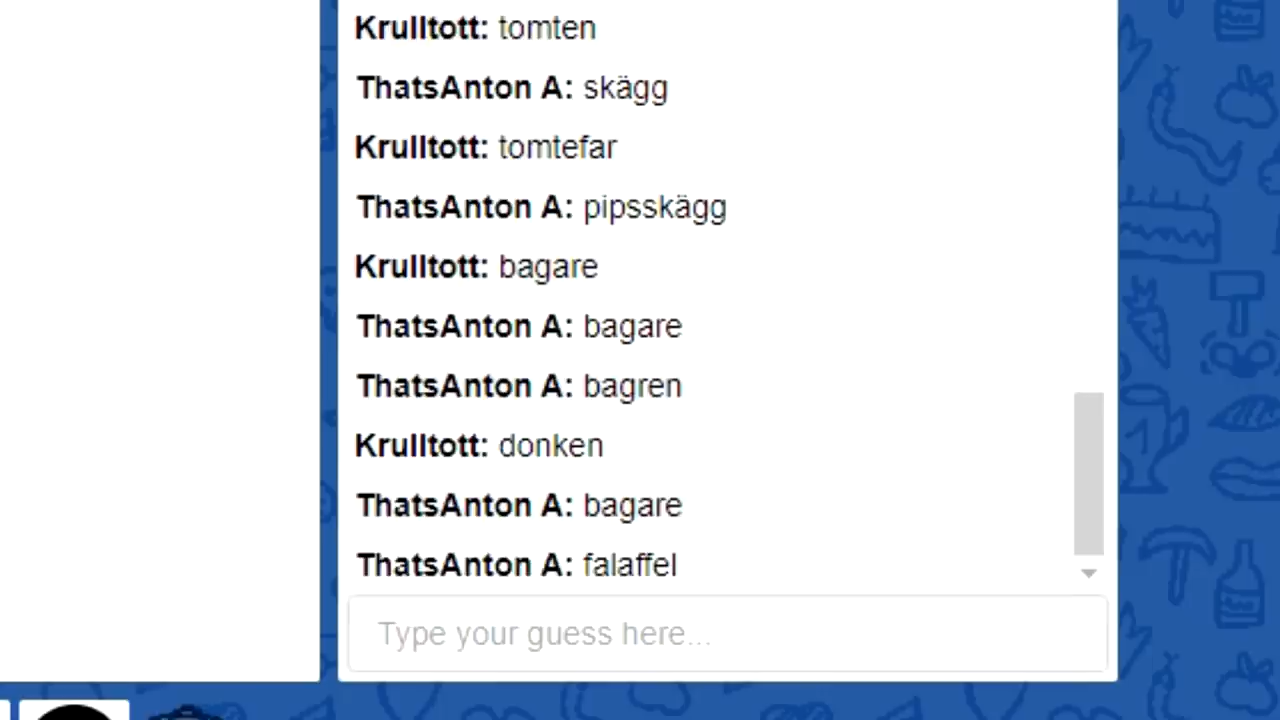 Krulltott: tomten
ThatsAnton A: skägg
Krulltott: tomtefar
ThatsAnton A: pipsskägg
Krulltott: bagare
ThatsAnton A: bagare
ThatsAnton A: bagren
Krulltott: donken
ThatsAnton A: bagare
ThatsAnton A: falaffel
Type your guess here...